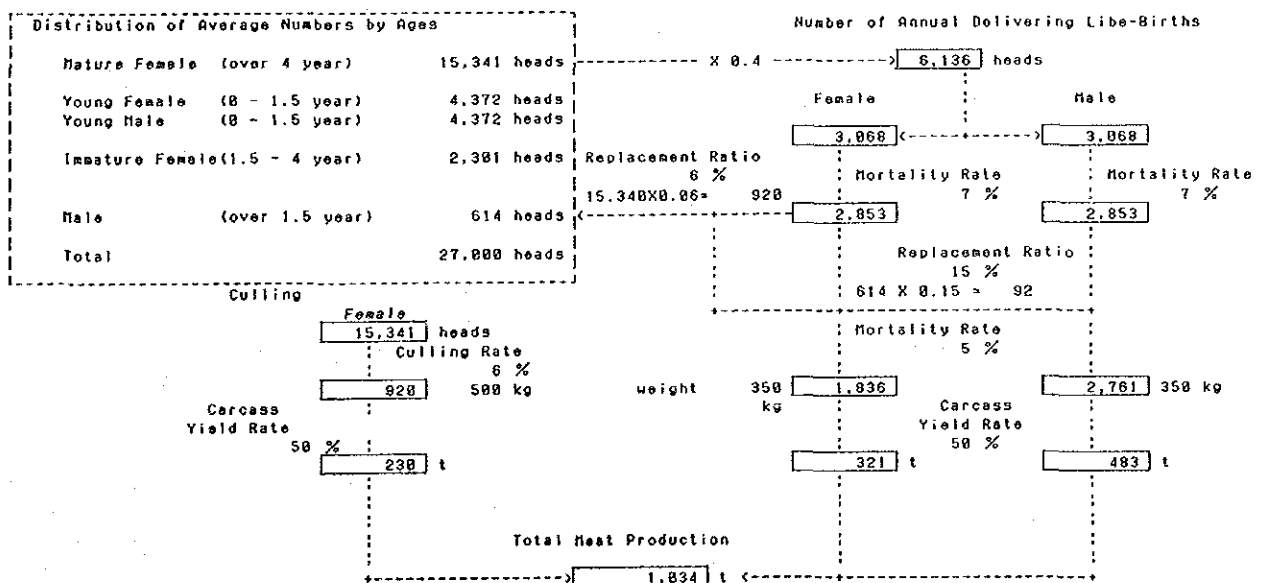 Distribution of Average Numbers by Ages
Number of Annual Delivering Libe-Births
Mature Female (over 4 year) 15,341 heads X 0.4 6,136 heads
Young Female (0 - 1.5 year) 4,372 heads
Young Male (0 - 1.5 year) 4,372 heads
Female Male
3,068 3,068
Immature Female(1.5 - 4 year) 2,301 heads
Replacement Ratio
6 %
15.340X0.06= 920
Mortality Rate
7 %
Mortality Rate
7 %
Male (over 1.5 year) 614 heads
2,853 2,853
Total 27,000 heads
Replacement Ratio
15 %
614 X 0.15 = 92
Culling
Female
15,341 heads
Culling Rate
6 %
Mortality Rate
5 %
920 500 kg
weight 350
kg
1,836
2,761 350 kg
Carcass
Yield Rate
50 %
Carcass
Yield Rate
50 %
230 t
321 t
483 t
Total Meat Production
1,034 t